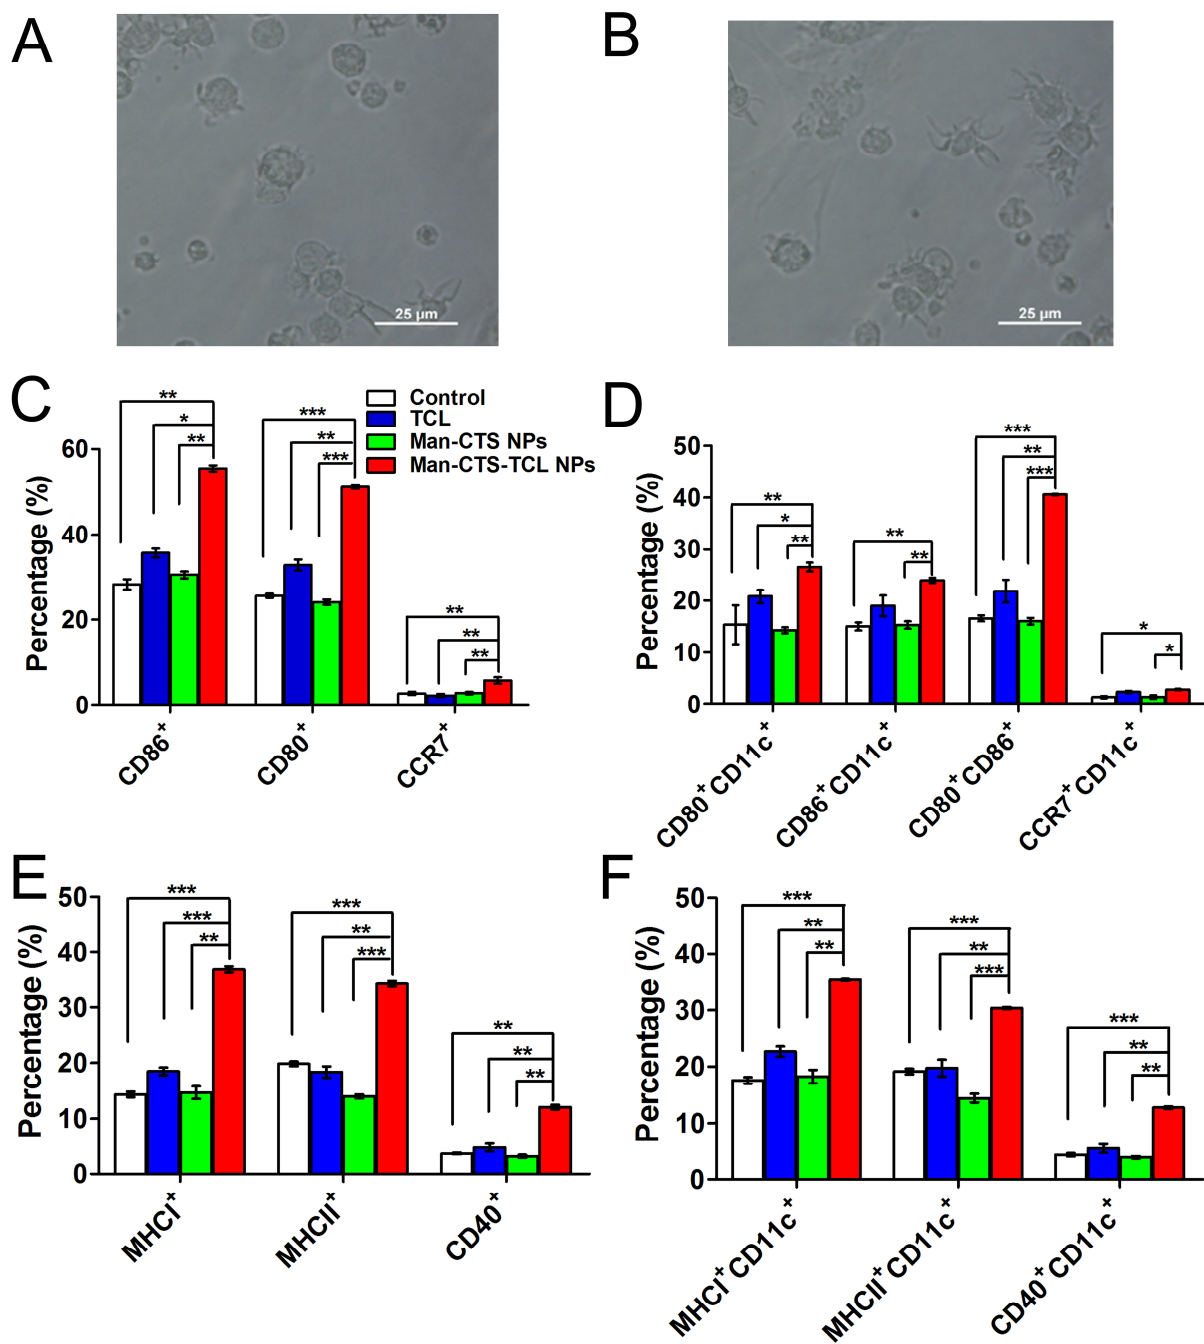 A
B
25 μm
25 μm
C
Control
TCL
Man-CTS NPs
Man-CTS-TCL NPs
Percentage (%)
60
40
20
0
** * **
*** ** ***
** ** **
CD86+
CD80+
CCR7+
D
Percentage (%)
50
40
30
20
10
0
** * **
** **
*** ** ***
* *
CD80+CD11c+
CD86+CD11c+
CD80+CD86+
CCR7+CD11c+
E
Percentage (%)
50
40
30
20
10
0
*** *** **
*** ** ***
** ** **
MHCI+
MHCII+
CD40+
F
Percentage (%)
50
40
30
20
10
0
*** ** **
*** ** ***
*** ** **
MHCI+CD11c+
MHCII+CD11c+
CD40+CD11c+